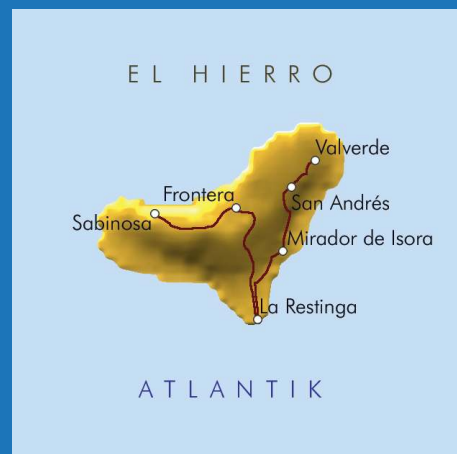 EL HIERRO
Valverde
Frontera
San Andrés
Sabinosa
Mirador de Isora
La Restinga
ATLANTIK